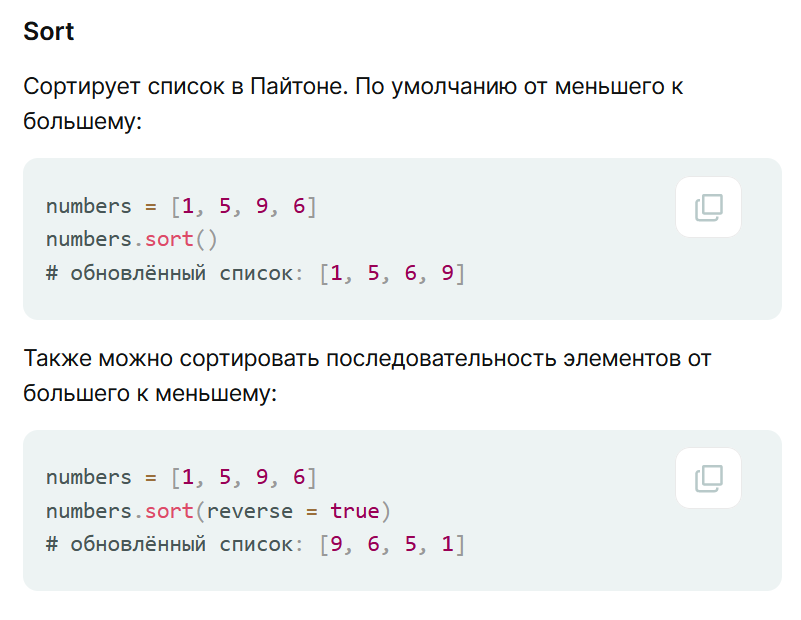 Sort
Сортирует список в Пайтоне. По умолчанию от меньшего к
большему:
numbers = [1, 5, 9, 6]
numbers.sort()
# обновлённый список: [1, 5, 6, 9]
Также можно сортировать последовательность элементов от
большего к меньшему:
numbers = [1, 5, 9, 6]
numbers.sort(reverse = true)
# обновлённый список: [9, 6, 5, 1]